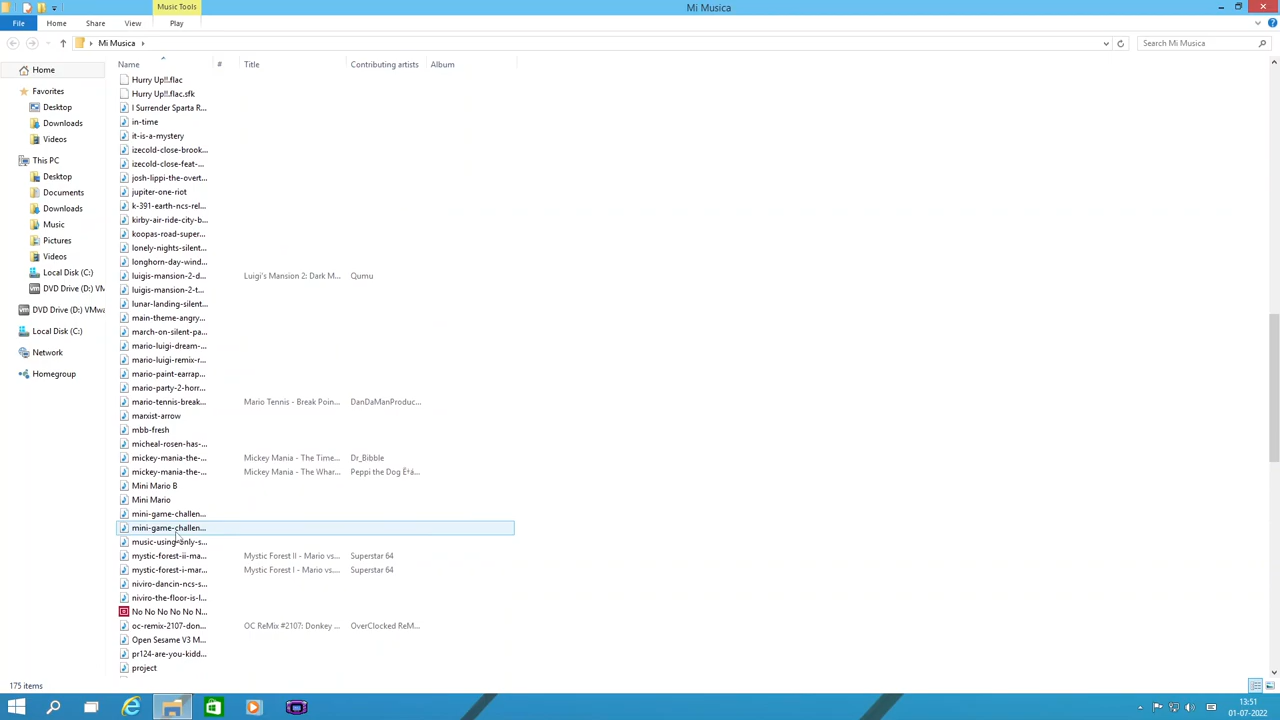 Music Tools
Mi Musica
File Home Share View Play
Mi Musica
Search Mi Musica
Name # Title Contributing artists Album
Home
Favorites
Desktop
Downloads
Videos
This PC
Desktop
Documents
Downloads
Music
Pictures
Videos
Local Disk (C:)
DVD Drive (D:) VM
DVD Drive (D:) VMwa
Local Disk (C:)
Network
Homegroup
Hurry Up!!.flac
Hurry Up!!.flac.sfk
I Surrender Sparta R...
in-time
it-is-a-mystery
izecold-close-brook...
izecold-close-feat-...
josh-lippi-the-overt...
jupiter-one-riot
k-391-earth-ncs-rel...
kirby-air-ride-city-b...
koopas-road-super...
lonely-nights-silent...
longhorn-day-wind...
luigis-mansion-2-d... Luigi's Mansion 2: Dark M... Qumu
luigis-mansion-2-t...
lunar-landing-silent...
main-theme-angry...
march-on-silent-pa...
mario-luigi-dream-...
mario-luigi-remix-r...
mario-paint-earrap...
mario-party-2-horr...
mario-tennis-break... Mario Tennis - Break Poin... DanDaManProduc...
marxist-arrow
mbb-fresh
micheal-rosen-has-...
mickey-mania-the-... Mickey Mania - The Time... Dr_Bibble
mickey-mania-the-... Mickey Mania - The Whar... Peppi the Dog
Mini Mario B
Mini Mario
mini-game-challen...
mini-game-challen...
music-using-only-s...
mystic-forest-ii-ma... Mystic Forest II - Mario vs.... Superstar 64
mystic-forest-i-mar... Mystic Forest I - Mario vs.... Superstar 64
niviro-dancin-ncs-s...
niviro-the-floor-is-l...
No No No No No N...
oc-remix-2107-don... OC ReMix #2107: Donkey ... OverClocked ReM...
Open Sesame V3 M...
pr124-are-you-kidd...
project
175 items
13:51
01-07-2022